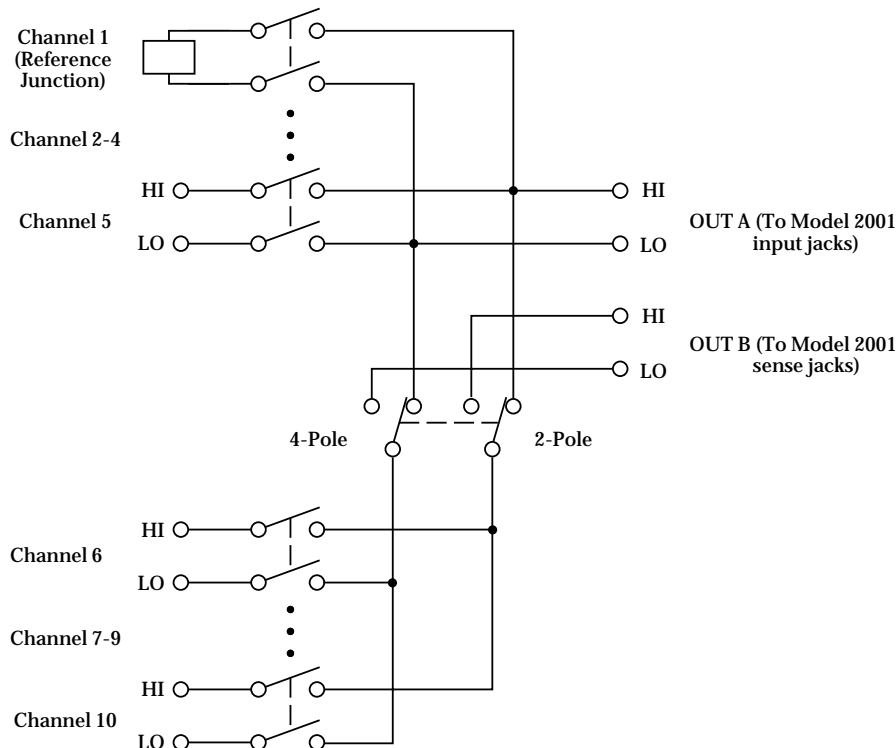 Channel 1
(Reference
Junction)
Channel 2-4
HI
HI
Channel 5
OUT A (To Model 2001
input jacks)
LO
LO
HI
OUT B (To Model 2001
sense jacks)
LO
4-Pole
2-Pole
HI
Channel 6
LO
Channel 7-9
HI
Channel 10
LO